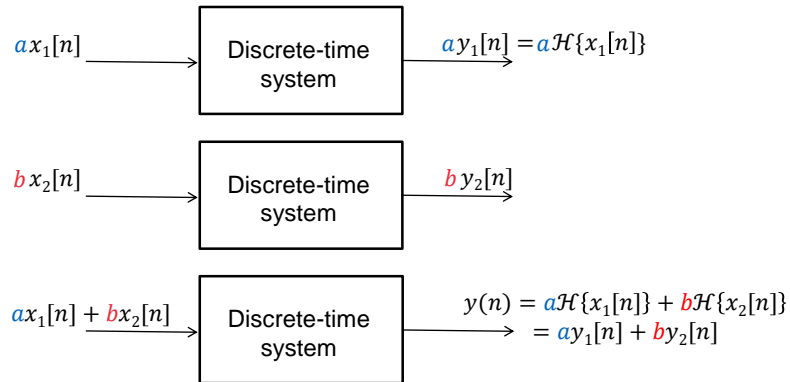 ax₁[n]
Discrete-time
system
ay₁[n] = aℋ{x₁[n]}
bx₂[n]
Discrete-time
system
by₂[n]
ax₁[n] + bx₂[n]
Discrete-time
system
y(n) = aℋ{x₁[n]} + bℋ{x₂[n]}
= ay₁[n] + by₂[n]